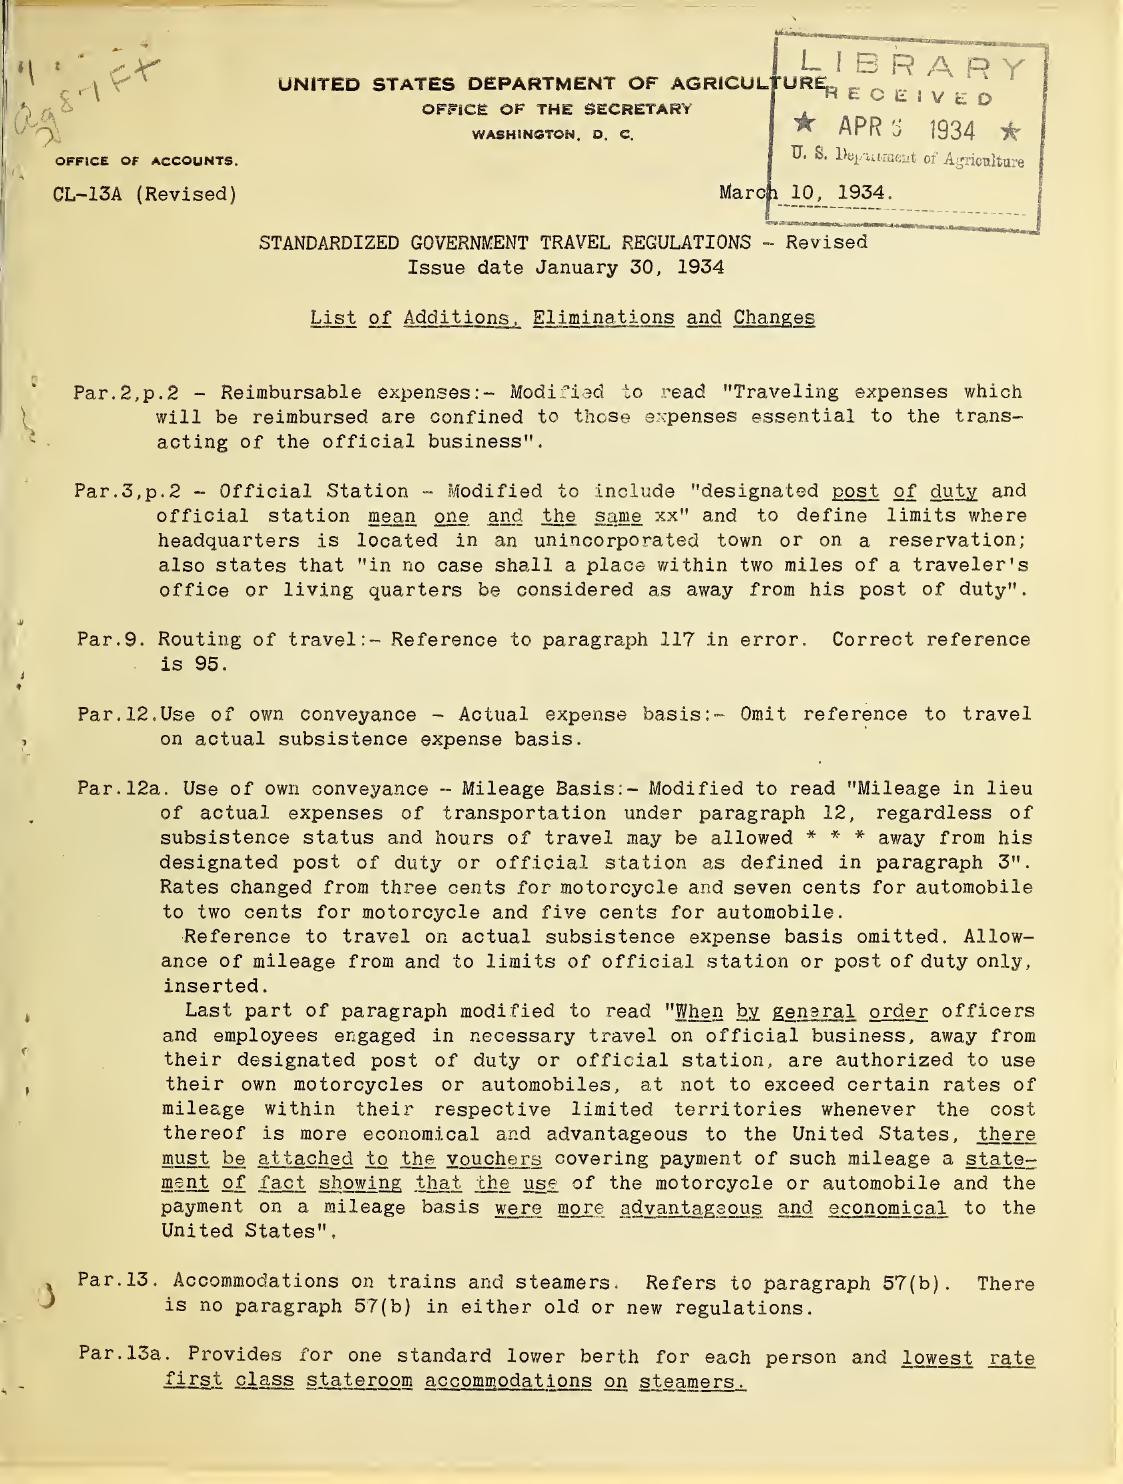 Ag87Ft
LIBRARY
RECEIVED
★ APR 1934 ★
U. S. Department of Agriculture
UNITED STATES DEPARTMENT OF AGRICULTURE
OFFICE OF THE SECRETARY
WASHINGTON, D. C.
OFFICE OF ACCOUNTS.
CL-13A (Revised)
March 10, 1934.
STANDARDIZED GOVERNMENT TRAVEL REGULATIONS - Revised
Issue date January 30, 1934
List of Additions, Eliminations and Changes
Par.2,p.2 - Reimbursable expenses:- Modified to read "Traveling expenses which
will be reimbursed are confined to those expenses essential to the trans-
acting of the official business".
Par.3,p.2 - Official Station - Modified to include "designated post of duty and
official station mean one and the same xx" and to define limits where
headquarters is located in an unincorporated town or on a reservation;
also states that "in no case shall a place within two miles of a traveler's
office or living quarters be considered as away from his post of duty".
Par.9. Routing of travel:- Reference to paragraph 117 in error. Correct reference
is 95.
Par.12.Use of own conveyance - Actual expense basis:- Omit reference to travel
on actual subsistence expense basis.
Par.12a. Use of own conveyance -- Mileage Basis:- Modified to read "Mileage in lieu
of actual expenses of transportation under paragraph 12, regardless of
subsistence status and hours of travel may be allowed * * * away from his
designated post of duty or official station as defined in paragraph 3".
Rates changed from three cents for motorcycle and seven cents for automobile
to two cents for motorcycle and five cents for automobile.
Reference to travel on actual subsistence expense basis omitted. Allow-
ance of mileage from and to limits of official station or post of duty only,
inserted.
Last part of paragraph modified to read "When by general order officers
and employees engaged in necessary travel on official business, away from
their designated post of duty or official station, are authorized to use
their own motorcycles or automobiles, at not to exceed certain rates of
mileage within their respective limited territories whenever the cost
thereof is more economical and advantageous to the United States, there
must be attached to the vouchers covering payment of such mileage a state-
ment of fact showing that the use of the motorcycle or automobile and the
payment on a mileage basis were more advantageous and economical to the
United States".
Par.13. Accommodations on trains and steamers. Refers to paragraph 57(b). There
is no paragraph 57(b) in either old or new regulations.
Par.13a. Provides for one standard lower berth for each person and lowest rate
first class stateroom accommodations on steamers.